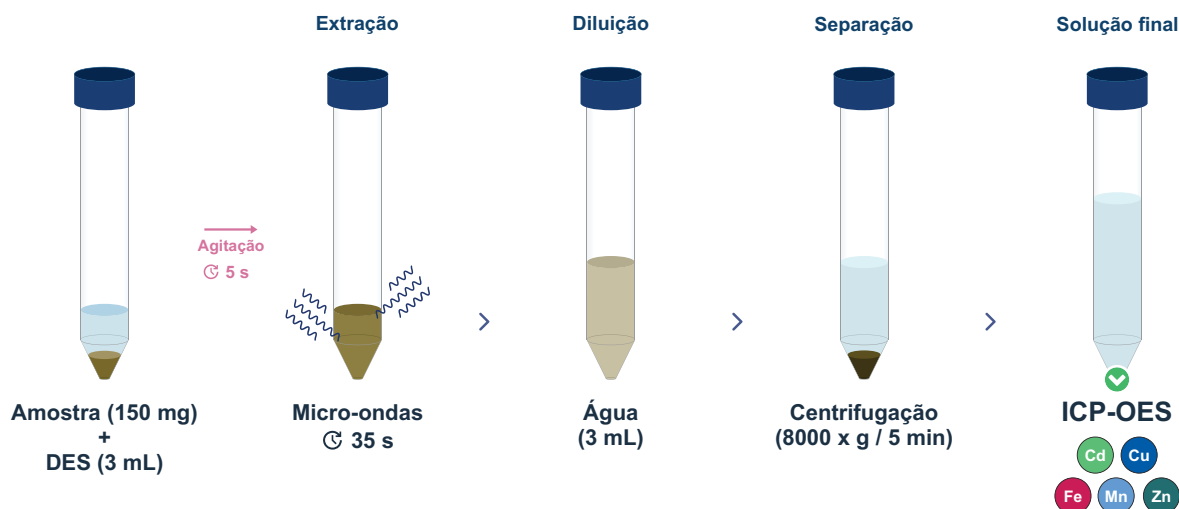 Extração
Diluição
Separação
Solução final
Agitação
5 s
Amostra (150 mg)
+
DES (3 mL)
Micro-ondas
35 s
Água
(3 mL)
Centrifugação
(8000 x g / 5 min)
ICP-OES
Cd
Cu
Fe
Mn
Zn